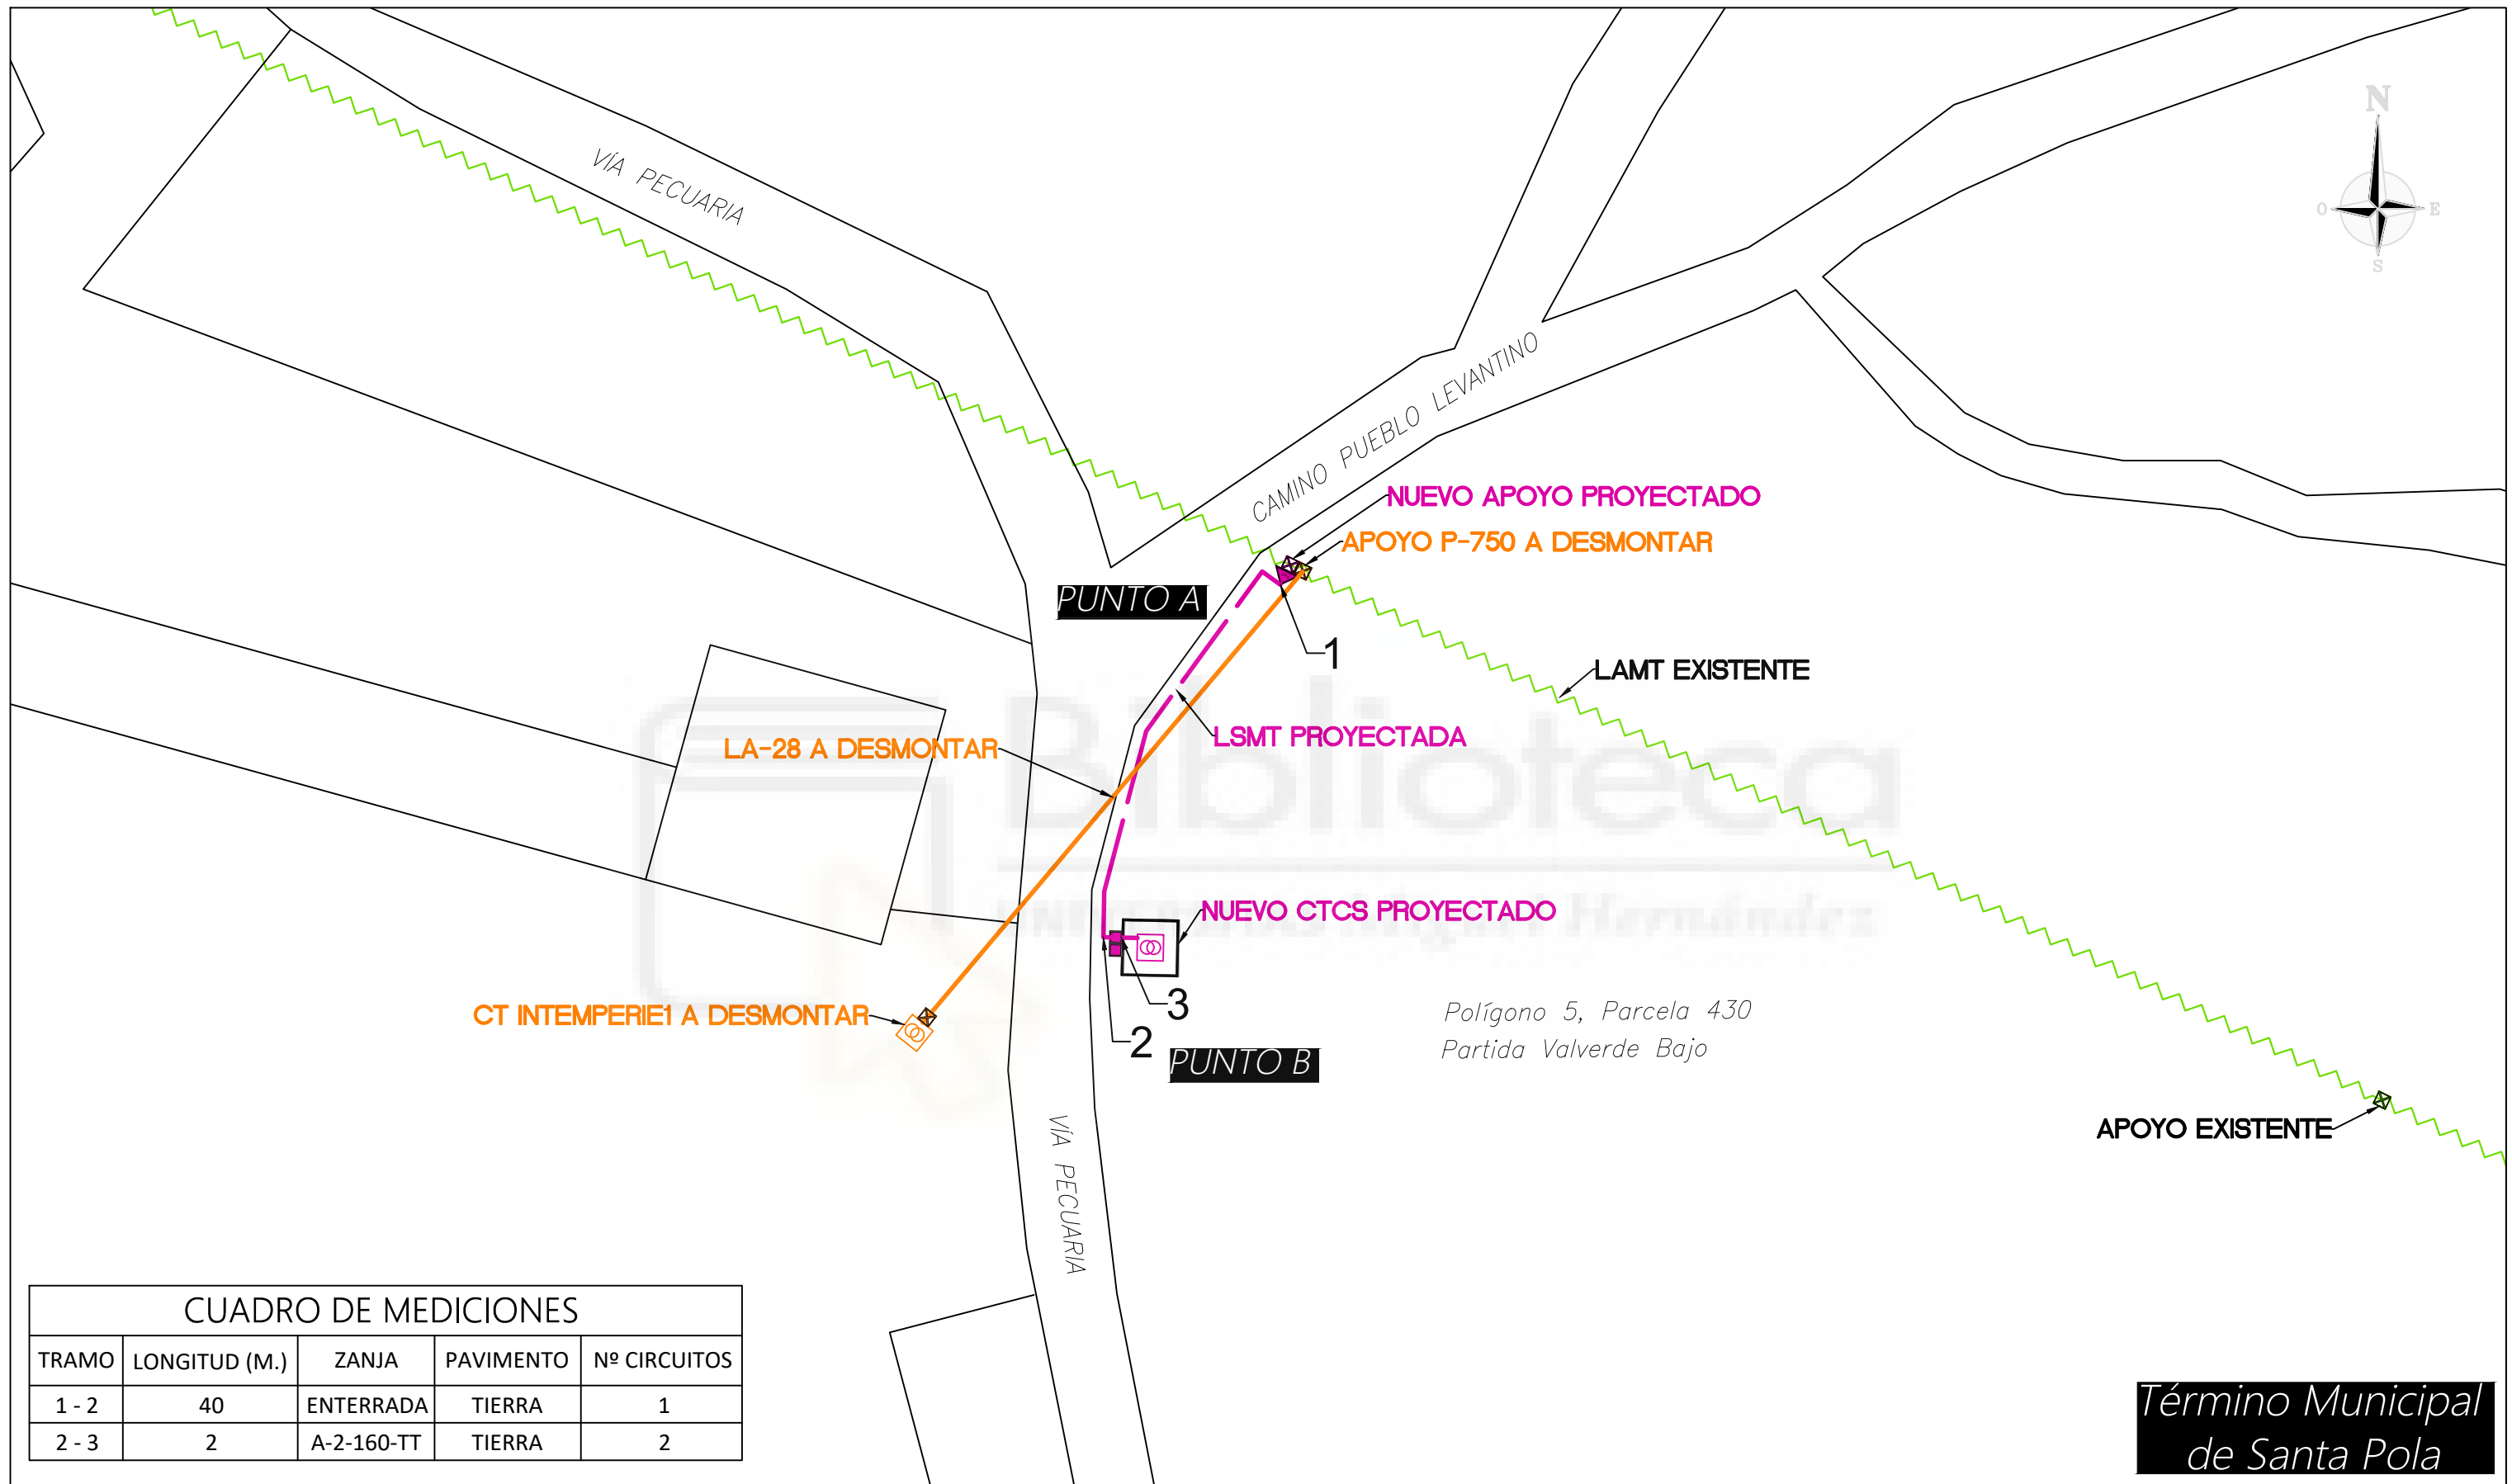 N
O
E
S
VÍA PECUARIA
CAMINO PUEBLO LEVANTINO
NUEVO APOYO PROYECTADO
APOYO P-750 A DESMONTAR
PUNTO A
1
LAMT EXISTENTE
LSMT PROYECTADA
LA-28 A DESMONTAR
Biblioteca
NUEVO CTCS PROYECTADO
Hernández
CT INTEMPERIE1 A DESMONTAR
3
2
PUNTO B
Polígono 5, Parcela 430
Partida Valverde Bajo
APOYO EXISTENTE
VÍA PECUARIA
CUADRO DE MEDICIONES
TRAMO LONGITUD (M.) ZANJA PAVIMENTO Nº CIRCUITOS
1 - 2 40 ENTERRADA TIERRA 1
2 - 3 2 A-2-160-TT TIERRA 2
Término Municipal
de Santa Pola